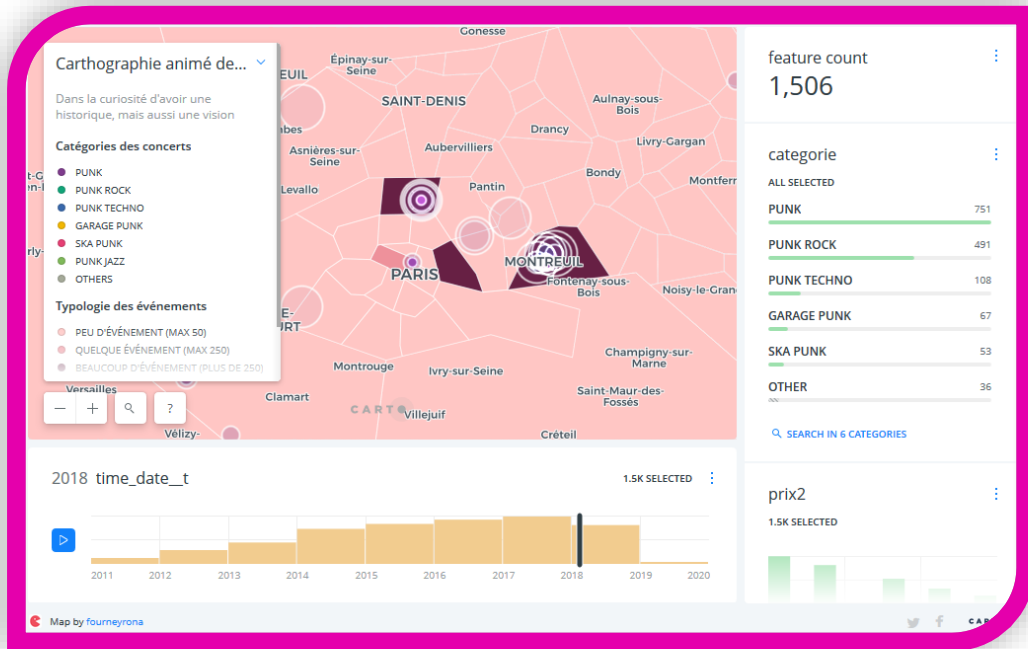 Carthographie animé de...
Dans la curiosité d'avoir une
historique, mais aussi une vision
Catégories des concerts
PUNK
PUNK ROCK
PUNK TECHNO
GARAGE PUNK
SKA PUNK
PUNK JAZZ
OTHERS
Typologie des événements
PEU D'ÉVÉNEMENT (MAX 50)
QUELQUE ÉVÉNEMENT (MAX 250)
BEAUCOUP D'ÉVÉNEMENT (PLUS DE 250)
Gonesse
Épinay-sur-
Seine
EUIL
SAINT-DENIS
Aulnay-sous-
Bois
bes
Drancy
Asnières-sur-
Seine
Aubervilliers
Livry-Gargan
Bondy
Levallo
Pantin
Montferr
PARIS
MONTREUIL
Fontenay-sous-
Bois
Noisy-le-Gran
E-
URT
Champigny-sur-
Marne
Montrouge
Ivry-sur-Seine
Versailles
Clamart
Saint-Maur-des-
Fossés
CART
Villejuif
Vélizy-
Créteil
− + ?
2018 time_date__t
1.5K SELECTED
2011 2012 2013 2014 2015 2016 2017 2018 2019 2020
feature count
1,506
categorie
ALL SELECTED
PUNK 751
PUNK ROCK 491
PUNK TECHNO 108
GARAGE PUNK 67
SKA PUNK 53
OTHER 36
SEARCH IN 6 CATEGORIES
prix2
1.5K SELECTED
Map by fourneyrona